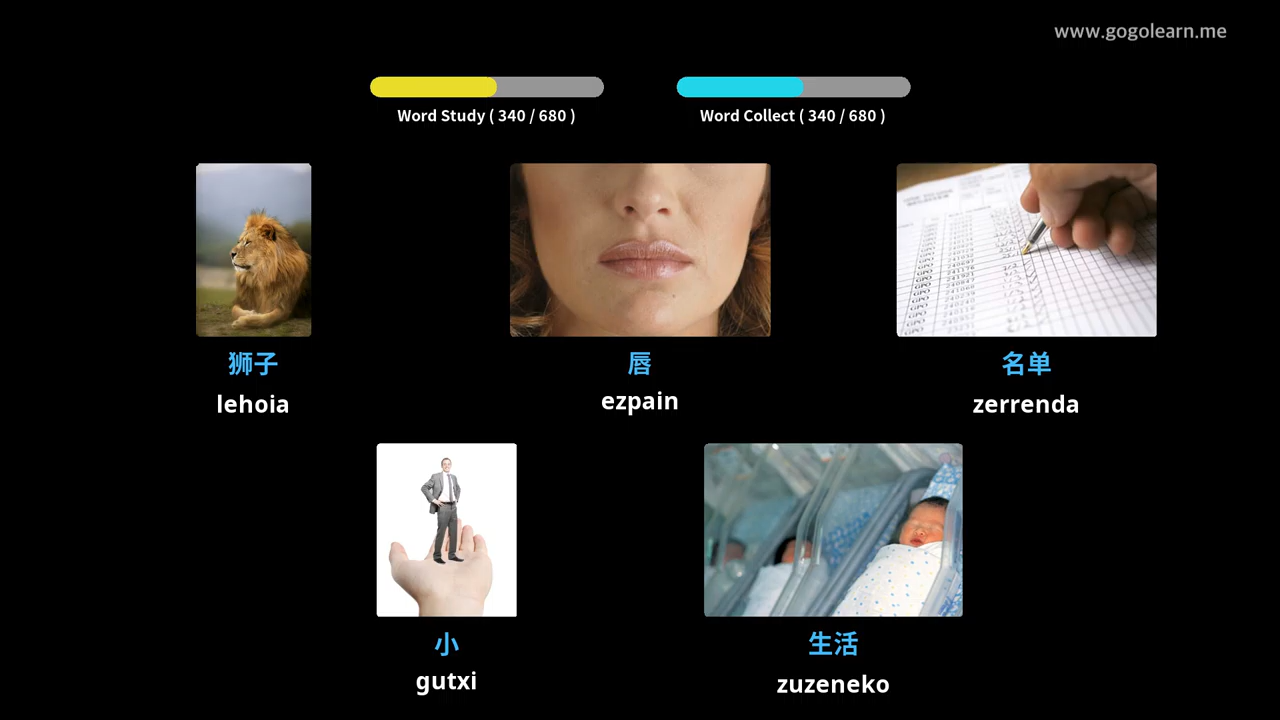 www.gogolearn.me
Word Study ( 340 / 680 )
Word Collect ( 340 / 680 )
狮子
lehoia
唇
ezpain
名单
zerrenda
小
gutxi
生活
zuzeneko